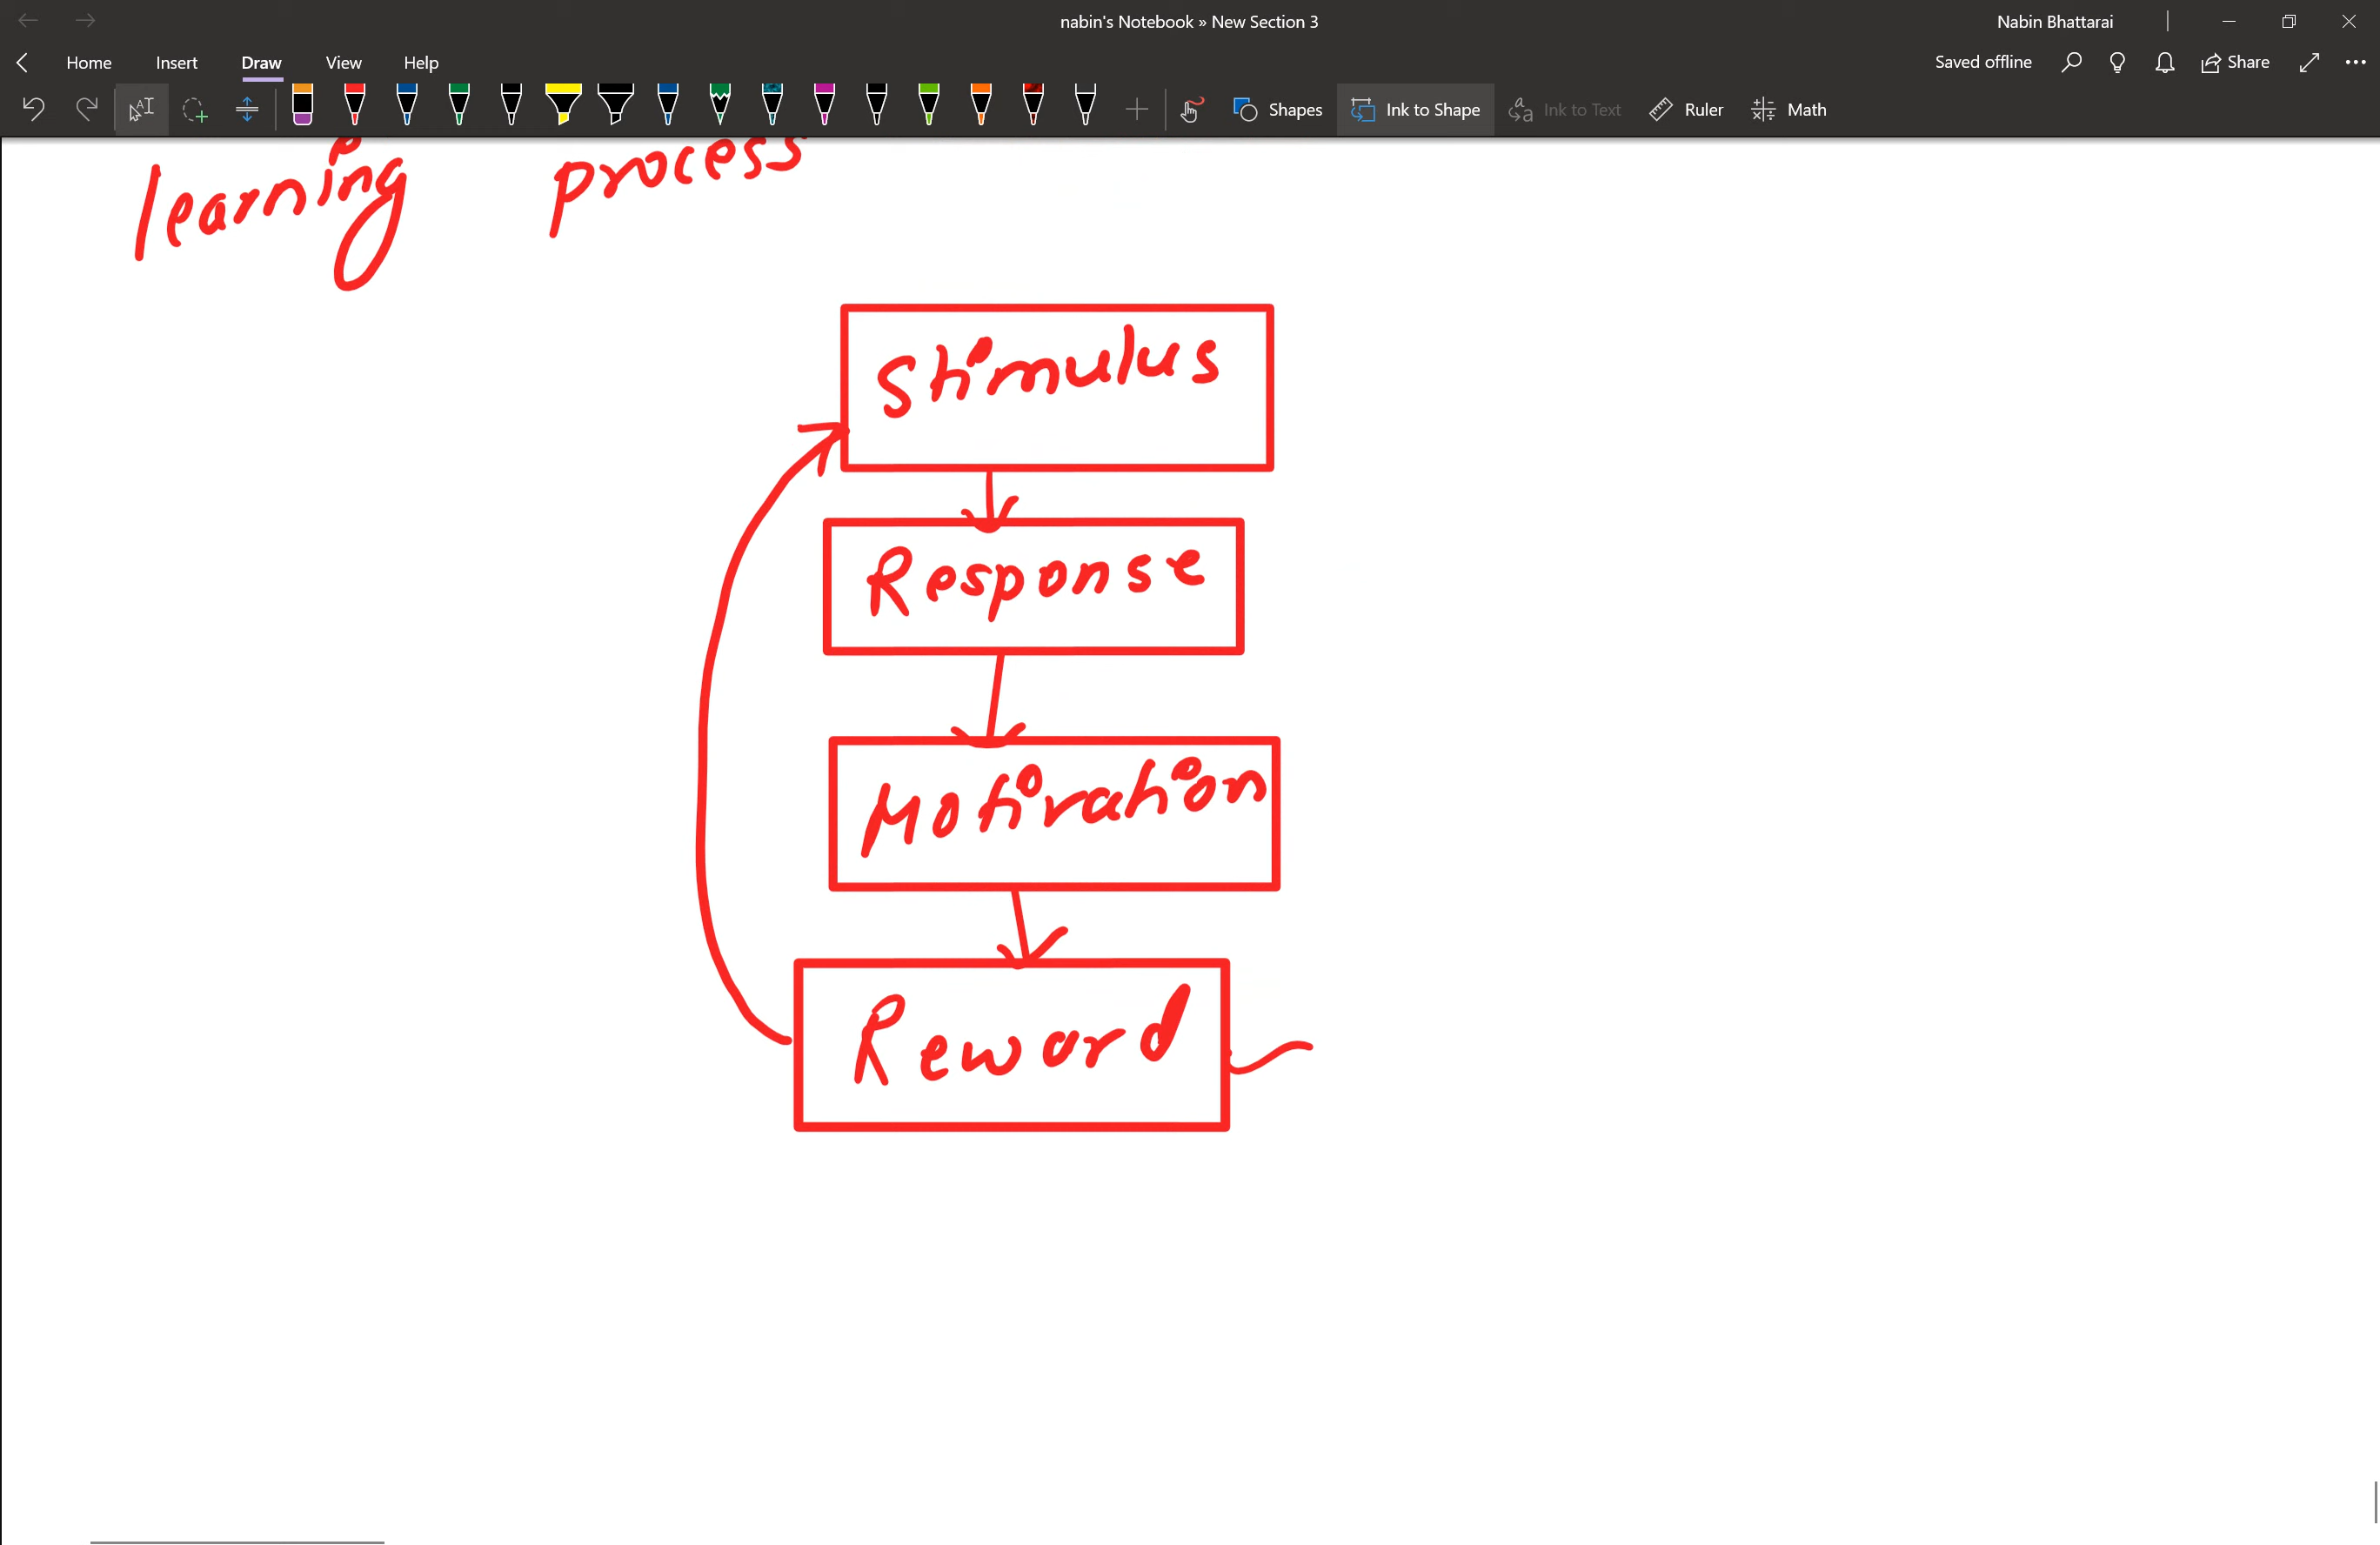 nabin's Notebook » New Section 3
Nabin Bhattarai
Home Insert Draw View Help
Saved offline
Share
Shapes Ink to Shape Ink to Text Ruler Math
learning process
Stimulus
Response
Motivation
Reward